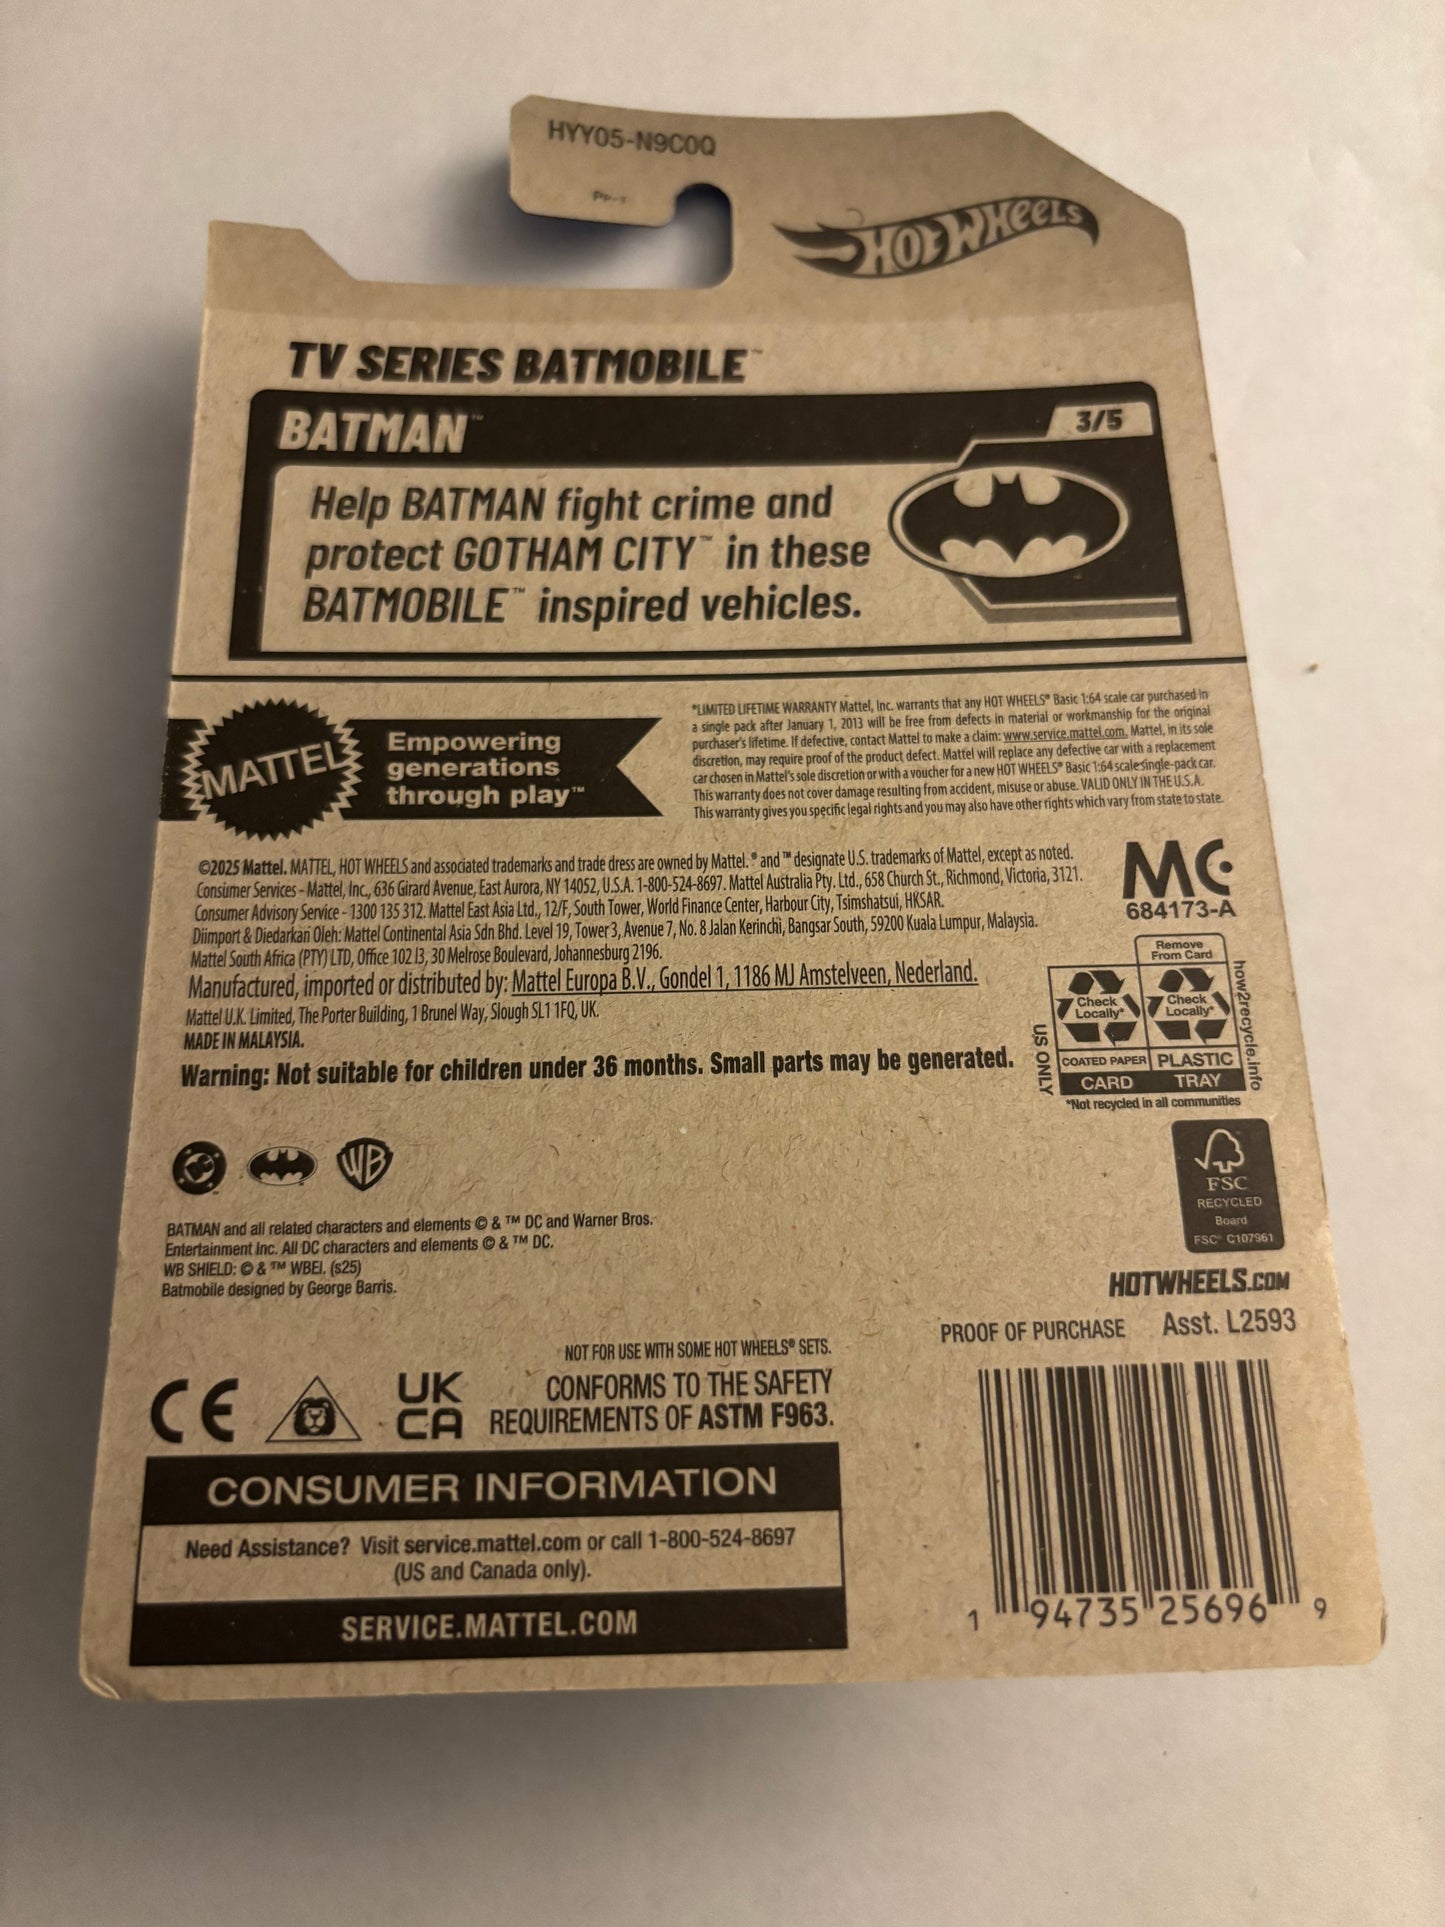 HYY05-N9C0Q
HOT WHEELS
TV SERIES BATMOBILE™
BATMAN™
3/5
Help BATMAN fight crime and
protect GOTHAM CITY™ in these
BATMOBILE™ inspired vehicles.
MATTEL
Empowering
generations
through play™
*LIMITED LIFETIME WARRANTY Mattel, Inc. warrants that any HOT WHEELS® Basic 1:64 scale car purchased in
a single pack after January 1, 2013 will be free from defects in material or workmanship for the original
purchaser's lifetime. If defective, contact Mattel to make a claim: www.service.mattel.com. Mattel, in its sole
discretion, may require proof of the product defect. Mattel will replace any defective car with a replacement
car chosen in Mattel's sole discretion or with a voucher for a new HOT WHEELS® Basic 1:64 scale single-pack car.
This warranty does not cover damage resulting from accident, misuse or abuse. VALID ONLY IN THE U.S.A.
This warranty gives you specific legal rights and you may also have other rights which vary from state to state.
©2025 Mattel. MATTEL, HOT WHEELS and associated trademarks and trade dress are owned by Mattel. ® and ™ designate U.S. trademarks of Mattel, except as noted.
Consumer Services - Mattel, Inc., 636 Girard Avenue, East Aurora, NY 14052, U.S.A. 1-800-524-8697. Mattel Australia Pty. Ltd., 658 Church St., Richmond, Victoria, 3121.
Consumer Advisory Service - 1300 135 312. Mattel East Asia Ltd., 12/F, South Tower, World Finance Center, Harbour City, Tsimshatsui, HKSAR.
Diimport & Diedarkan Oleh: Mattel Continental Asia Sdn Bhd. Level 19, Tower 3, Avenue 7, No. 8 Jalan Kerinchi, Bangsar South, 59200 Kuala Lumpur, Malaysia.
Mattel South Africa (PTY) LTD, Office 102 I3, 30 Melrose Boulevard, Johannesburg 2196.
Manufactured, imported or distributed by: Mattel Europa B.V., Gondel 1, 1186 MJ Amstelveen, Nederland.
Mattel U.K. Limited, The Porter Building, 1 Brunel Way, Slough SL1 1FQ, UK.
MADE IN MALAYSIA.
Warning: Not suitable for children under 36 months. Small parts may be generated.
MC
684173-A
Remove
From Card
Check
Locally*
Check
Locally*
COATED PAPER
PLASTIC
CARD
TRAY
US ONLY
how2recycle.info
*Not recycled in all communities
DC
WB
FSC
RECYCLED
Board
FSC® C107961
BATMAN and all related characters and elements © & ™ DC and Warner Bros.
Entertainment Inc. All DC characters and elements © & ™ DC.
WB SHIELD: © & ™ WBEI. (s25)
Batmobile designed by George Barris.
HOTWHEELS.COM
PROOF OF PURCHASE
Asst. L2593
NOT FOR USE WITH SOME HOT WHEELS® SETS.
CE
UK
CA
CONFORMS TO THE SAFETY
REQUIREMENTS OF ASTM F963.
CONSUMER INFORMATION
Need Assistance? Visit service.mattel.com or call 1-800-524-8697
(US and Canada only).
SERVICE.MATTEL.COM
1 94735 25696 9